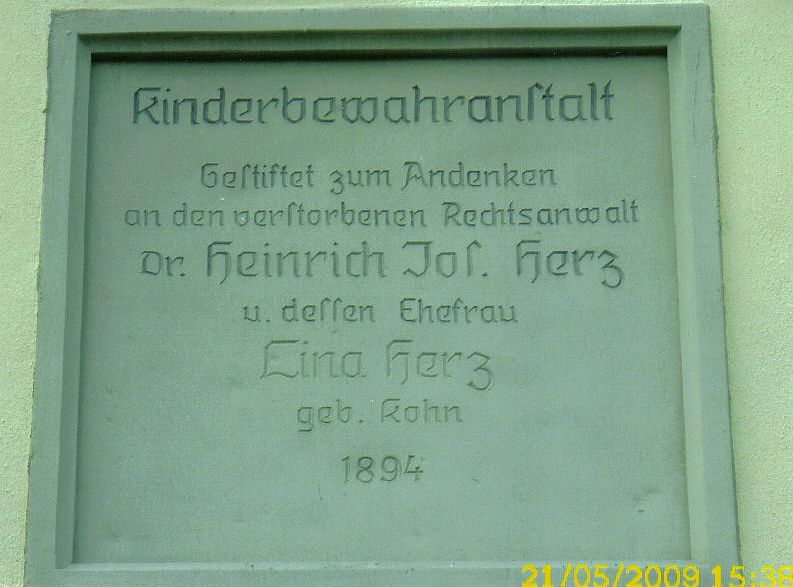 Kinderbewahranſtalt
Geſtiftet zum Andenken
an den verſtorbenen Rechtsanwalt
Dr. Heinrich Joſ. Herz
u. deſſen Ehefrau
Lina Herz
geb. Kohn
1894
21/05/2009 15:38